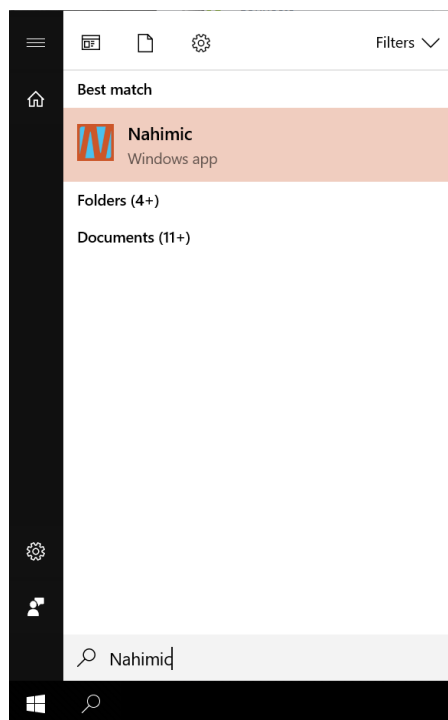 Filters
Best match
Nahimic
Windows app
Folders (4+)
Documents (11+)
Nahimic